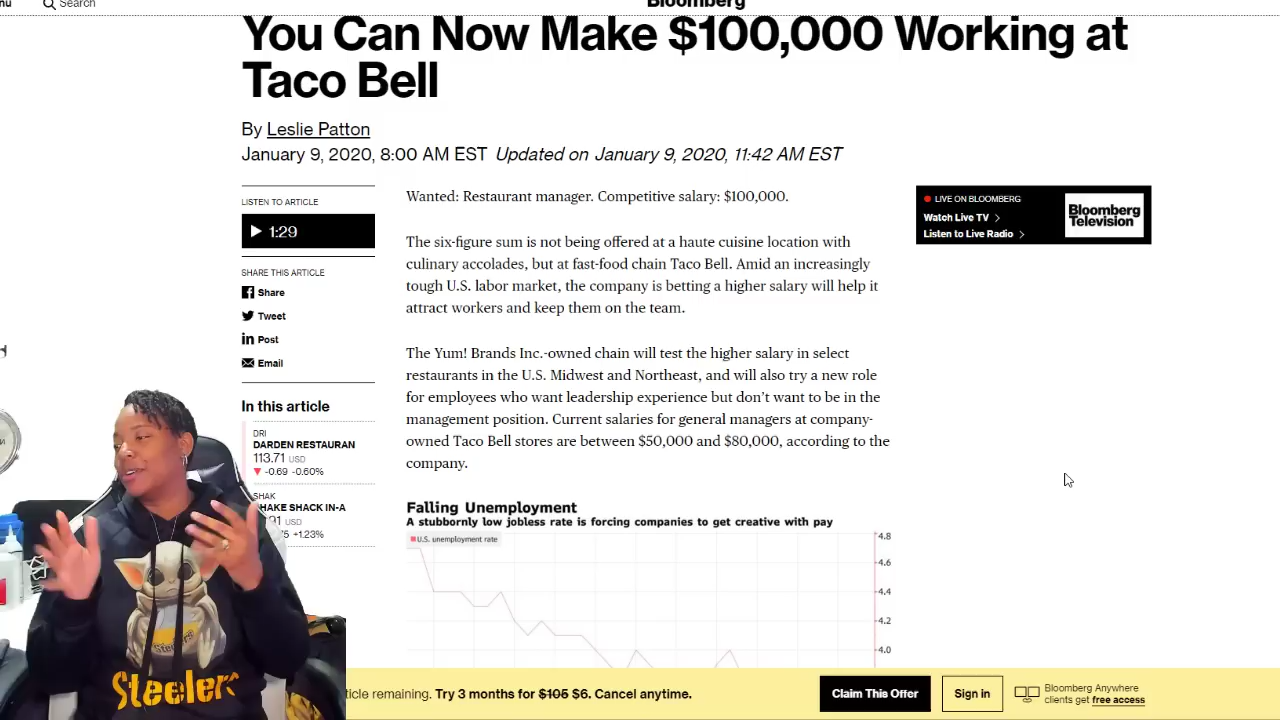 Search
Bloomberg
You Can Now Make $100,000 Working at
Taco Bell
By Leslie Patton
January 9, 2020, 8:00 AM EST Updated on January 9, 2020, 11:42 AM EST
LISTEN TO ARTICLE
1:29
SHARE THIS ARTICLE
Share
Tweet
Post
Email
In this article
DRI
DARDEN RESTAURAN
113.71 USD
-0.69 -0.60%
SHAK
SHAKE SHACK IN-A
USD
+1.23%
Wanted: Restaurant manager. Competitive salary: $100,000.
The six-figure sum is not being offered at a haute cuisine location with
culinary accolades, but at fast-food chain Taco Bell. Amid an increasingly
tough U.S. labor market, the company is betting a higher salary will help it
attract workers and keep them on the team.
The Yum! Brands Inc.-owned chain will test the higher salary in select
restaurants in the U.S. Midwest and Northeast, and will also try a new role
for employees who want leadership experience but don't want to be in the
management position. Current salaries for general managers at company-
owned Taco Bell stores are between $50,000 and $80,000, according to the
company.
Falling Unemployment
A stubbornly low jobless rate is forcing companies to get creative with pay
U.S. unemployment rate
4.8
4.6
4.4
4.2
4.0
LIVE ON BLOOMBERG
Watch Live TV
Listen to Live Radio
Bloomberg
Television
Steelers
remaining. Try 3 months for $105 $6. Cancel anytime.
Claim This Offer
Sign in
Bloomberg Anywhere
clients get free access